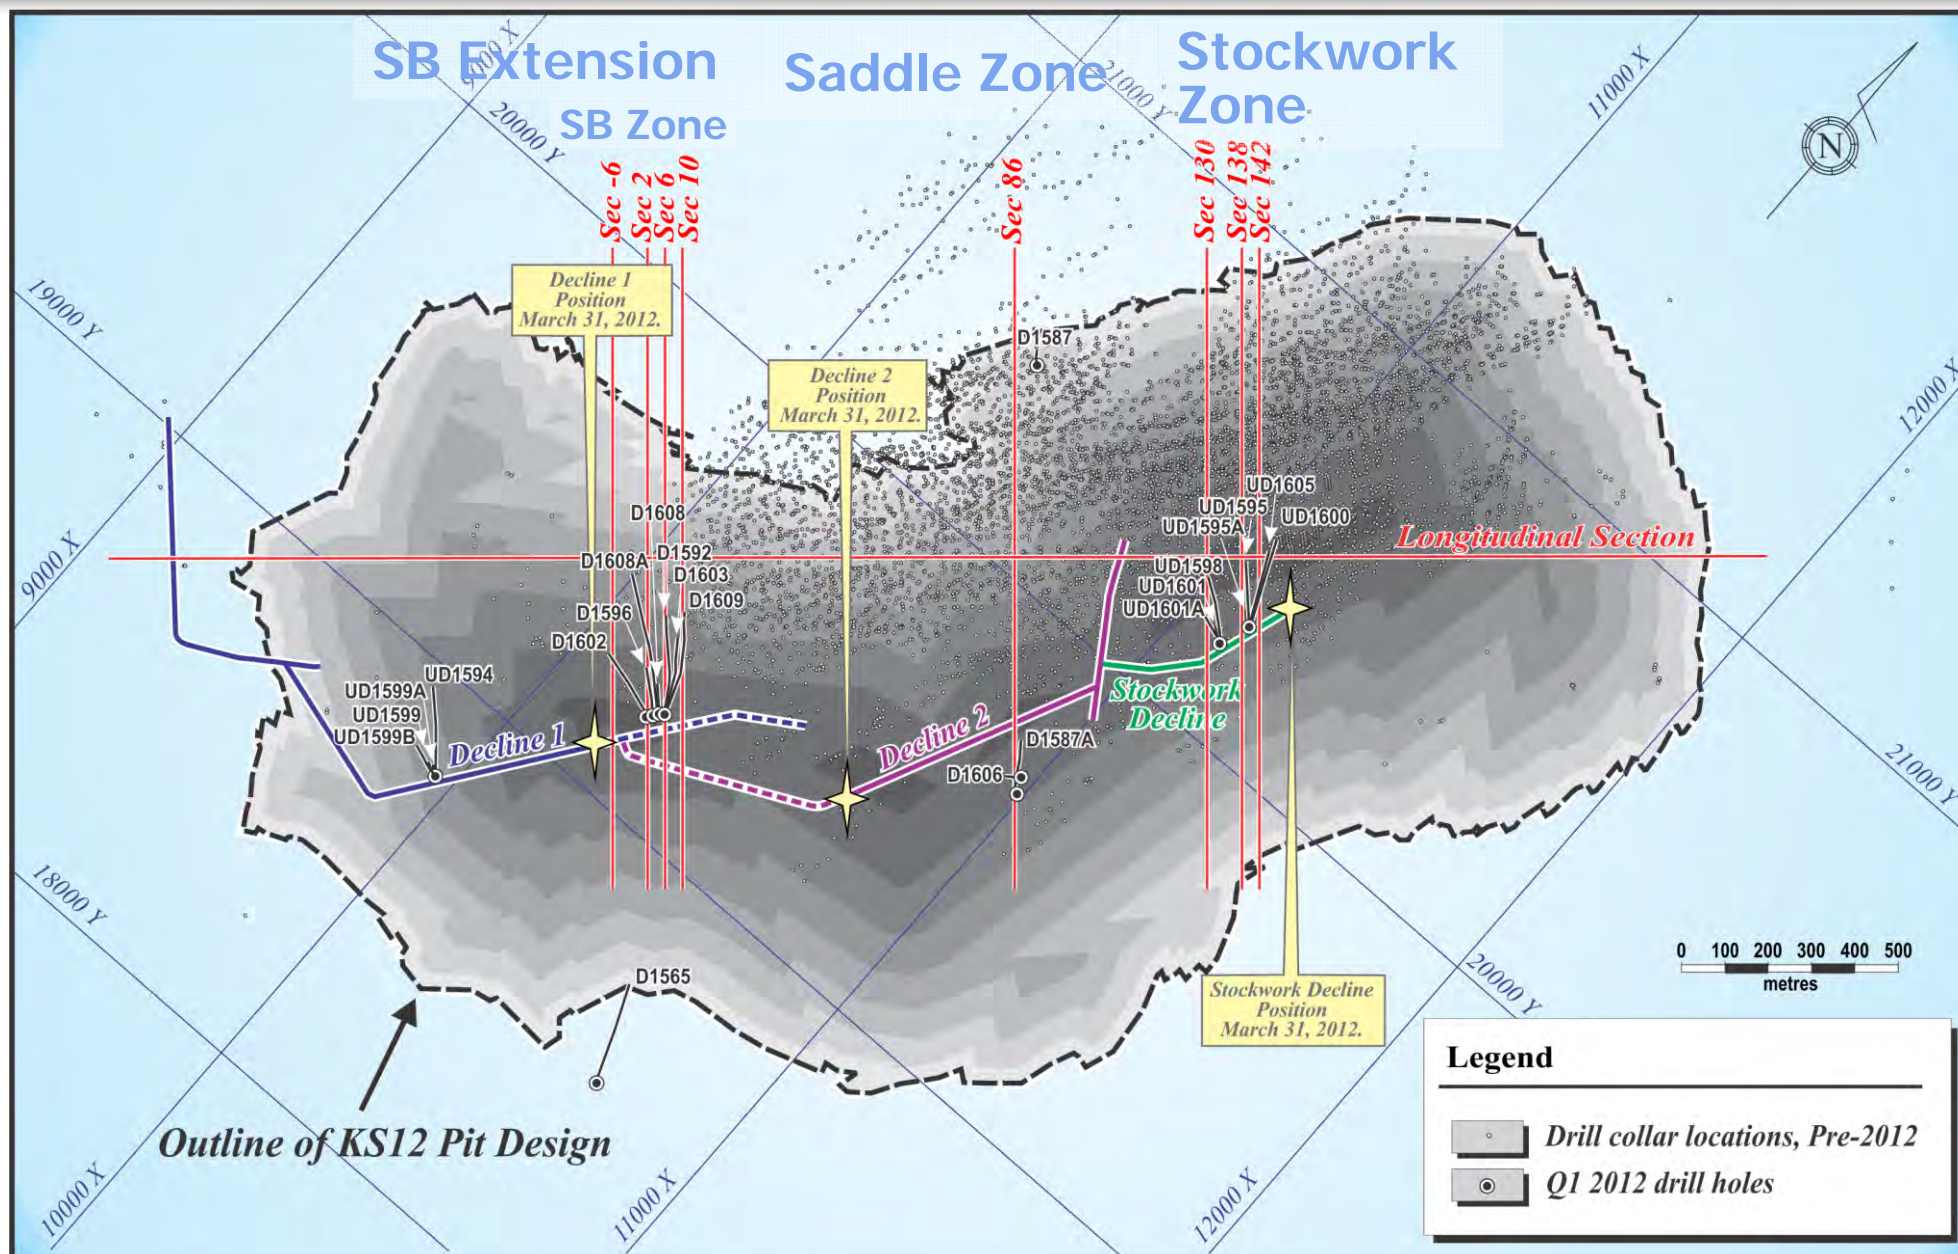 SB Extension
SB Zone
Saddle Zone
Stockwork
Zone
9000 X
20000 Y
21000 Y
11000 X
N
19000 Y
Sec -6
Sec 2
Sec 6
Sec 10
Sec 86
Sec 130
Sec 138
Sec 142
Decline 1
Position
March 31, 2012.
D1587
Decline 2
Position
March 31, 2012.
12000 X
UD1605
UD1595
UD1600
UD1595A
D1608
Longitudinal Section
D1592
D1608A
D1603
D1609
D1596
D1602
UD1598
UD1601
UD1601A
9000 X
UD1594
UD1599A
UD1599
UD1599B
Decline 1
Stockwork
Decline
Decline 2
D1587A
D1606
21000 Y
18000 Y
D1565
Stockwork Decline
Position
March 31, 2012.
20000 Y
0 100 200 300 400 500
metres
Outline of KS12 Pit Design
10000 X
11000 X
12000 X
Legend
Drill collar locations, Pre-2012
Q1 2012 drill holes